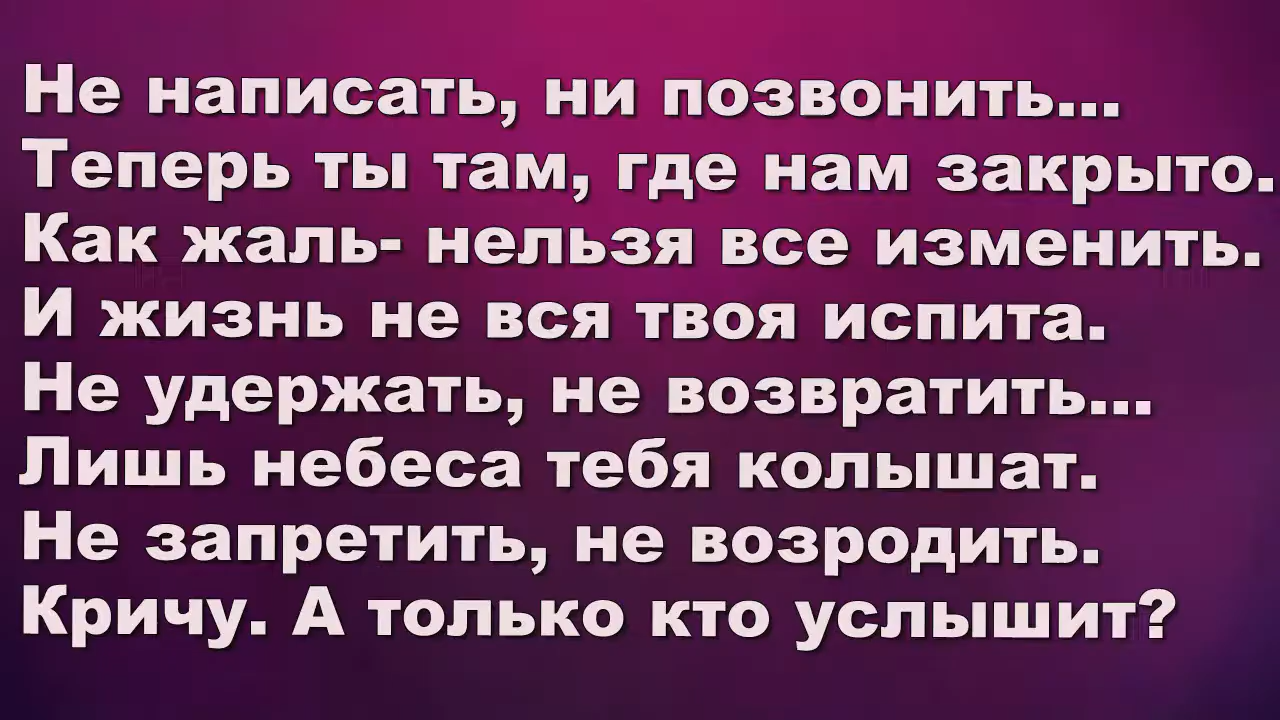 Не написать, ни позвонить...
Теперь ты там, где нам закрыто.
Как жаль- нельзя все изменить.
И жизнь не вся твоя испита.
Не удержать, не возвратить...
Лишь небеса тебя колышат.
Не запретить, не возродить.
Кричу. А только кто услышит?